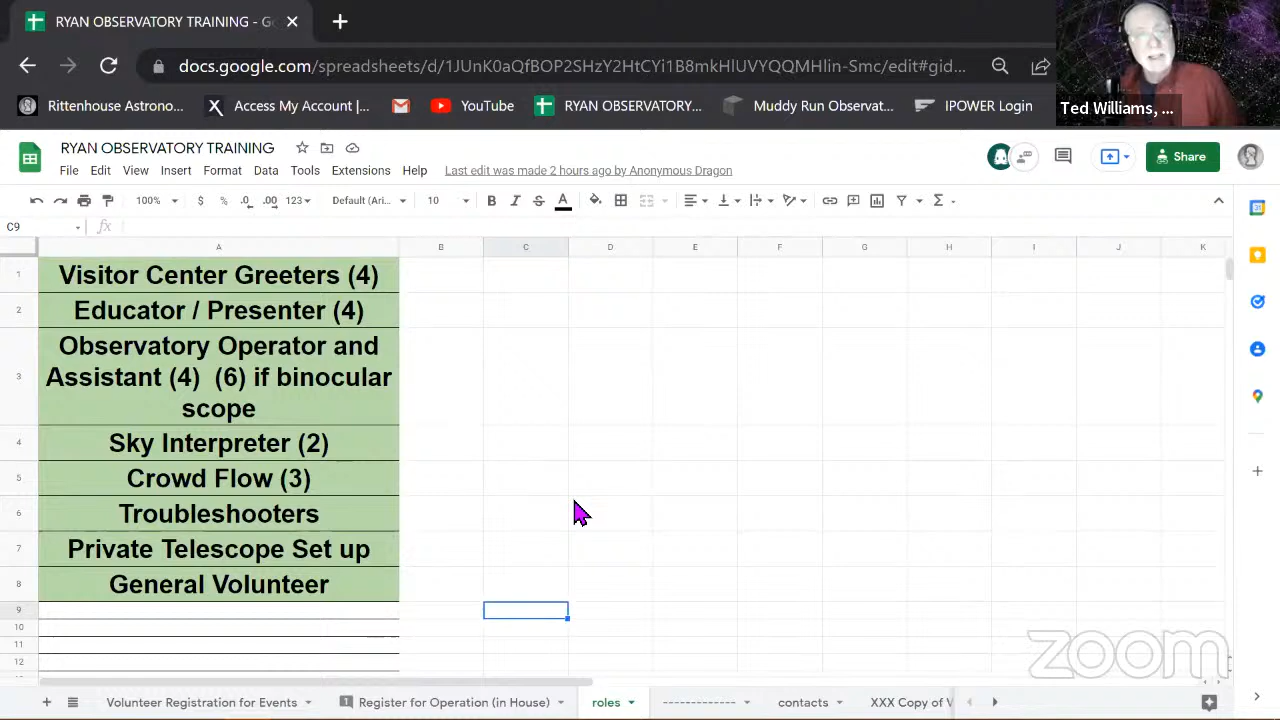 RYAN OBSERVATORY TRAINING - Go
docs.google.com/spreadsheets/d/1JUnK0aQfBOP2SHzY2HtCYi1B8mkHIUVYQQMHlin-Smc/edit#gid...
Rittenhouse Astrono... Access My Account |... YouTube RYAN OBSERVATORY... Muddy Run Observat... IPOWER Login
Ted Williams, ...
RYAN OBSERVATORY TRAINING
File Edit View Insert Format Data Tools Extensions Help Last edit was made 2 hours ago by Anonymous Dragon
Share
100% $ % .0 .00 123 Default (Ari... 10 B I S A Σ
C9 fx
A B C D E F G H I J K
1 Visitor Center Greeters (4)
2 Educator / Presenter (4)
Observatory Operator and
3 Assistant (4) (6) if binocular
scope
4 Sky Interpreter (2)
5 Crowd Flow (3)
6 Troubleshooters
7 Private Telescope Set up
8 General Volunteer
9
10
11
12
zoom
+ Volunteer Registration for Events 1 Register for Operation (in House) roles ------------- contacts XXX Copy of